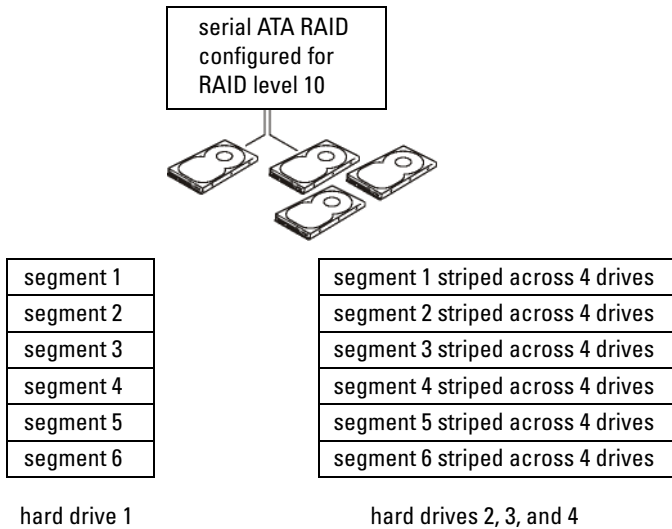 serial ATA RAID
configured for
RAID level 10
segment 1
segment 2
segment 3
segment 4
segment 5
segment 6
hard drive 1
segment 1 striped across 4 drives
segment 2 striped across 4 drives
segment 3 striped across 4 drives
segment 4 striped across 4 drives
segment 5 striped across 4 drives
segment 6 striped across 4 drives
hard drives 2, 3, and 4